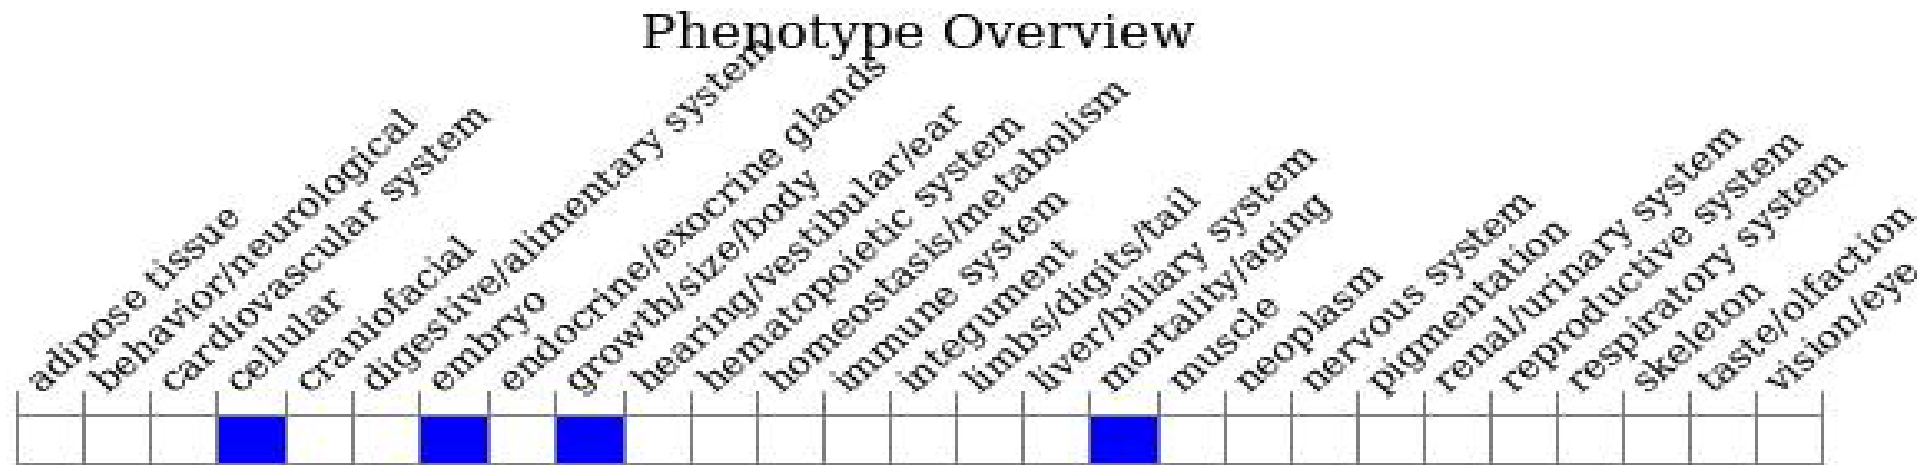 Phenotype Overview
adipose tissue
behavior/neurological
cardiovascular system
cellular
craniofacial
digestive/alimentary system
embryo
endocrine/exocrine glands
growth/size/body
hearing/vestibular/ear
hematopoietic system
homeostasis/metabolism
immune system
integument
limbs/digits/tail
liver/biliary system
mortality/aging
muscle
neoplasm
nervous system
pigmentation
renal/urinary system
reproductive system
respiratory system
skeleton
taste/olfaction
vision/eye